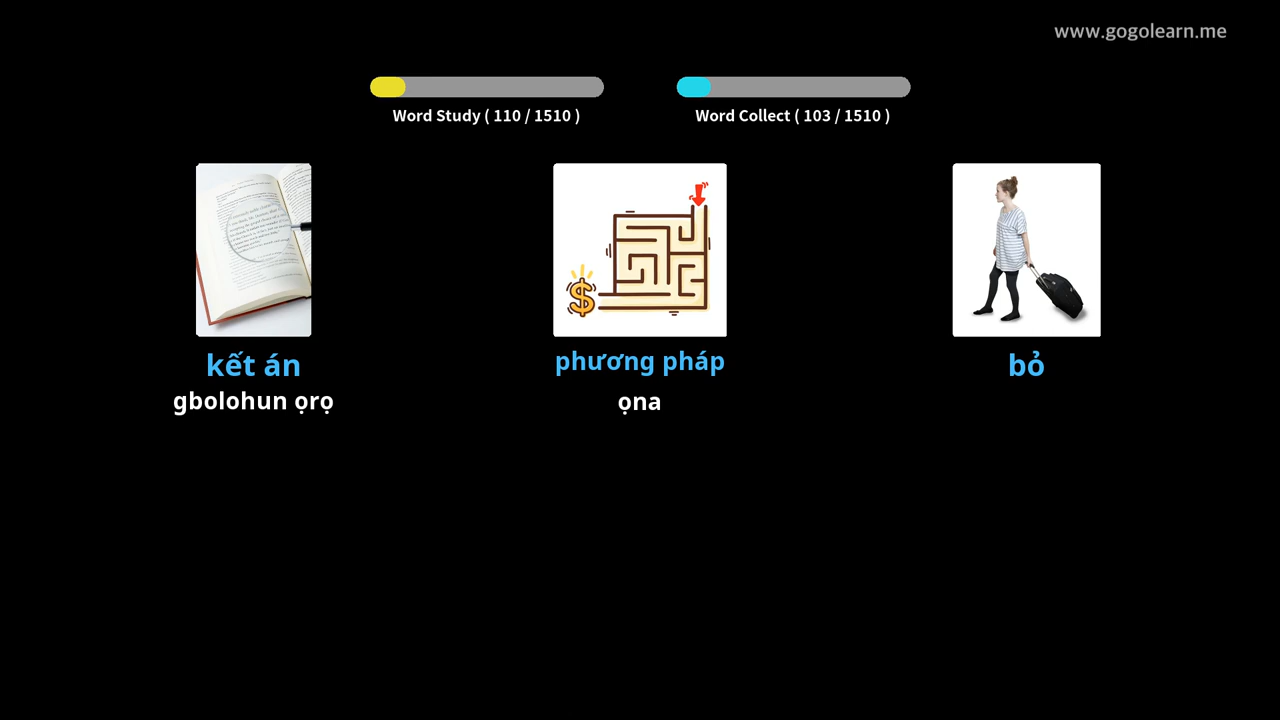 www.gogolearn.me
Word Study ( 110 / 1510 )
Word Collect ( 103 / 1510 )
kết án
gbolohun ọrọ
phương pháp
ọna
bỏ